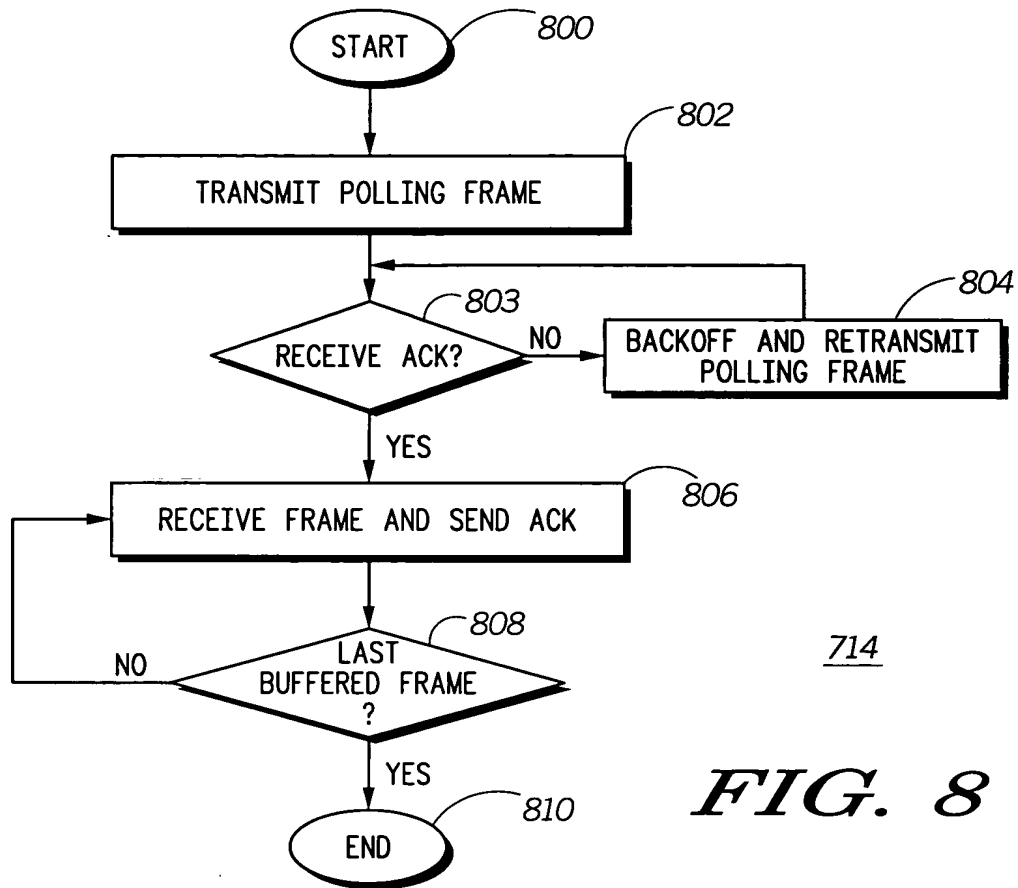 START
800
802
TRANSMIT POLLING FRAME
803
804
RECEIVE ACK?
NO
BACKOFF AND RETRANSMIT
POLLING FRAME
YES
806
RECEIVE FRAME AND SEND ACK
808
NO
LAST
BUFFERED FRAME
?
714
YES
810
END
FIG. 8